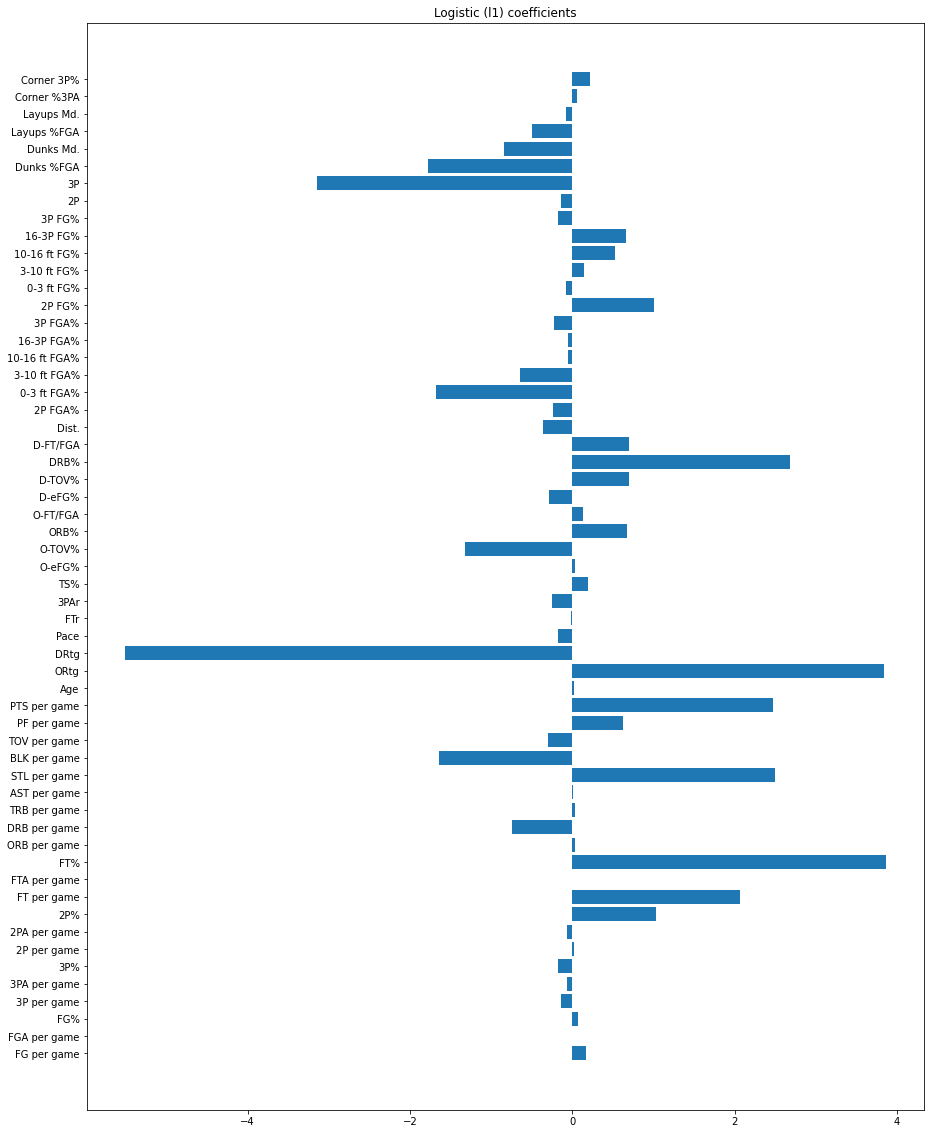 Logistic (l1) coefficients
Corner 3P%
Corner %3PA
Layups Md.
Layups %FGA
Dunks Md.
Dunks %FGA
3P
2P
3P FG%
16-3P FG%
10-16 ft FG%
3-10 ft FG%
0-3 ft FG%
2P FG%
3P FGA%
16-3P FGA%
10-16 ft FGA%
3-10 ft FGA%
0-3 ft FGA%
2P FGA%
Dist.
D-FT/FGA
DRB%
D-TOV%
D-eFG%
O-FT/FGA
ORB%
O-TOV%
O-eFG%
TS%
3PAr
FTr
Pace
DRtg
ORtg
Age
PTS per game
PF per game
TOV per game
BLK per game
STL per game
AST per game
TRB per game
DRB per game
ORB per game
FT%
FTA per game
FT per game
2P%
2PA per game
2P per game
3P%
3PA per game
3P per game
FG%
FGA per game
FG per game
−4 −2 0 2 4